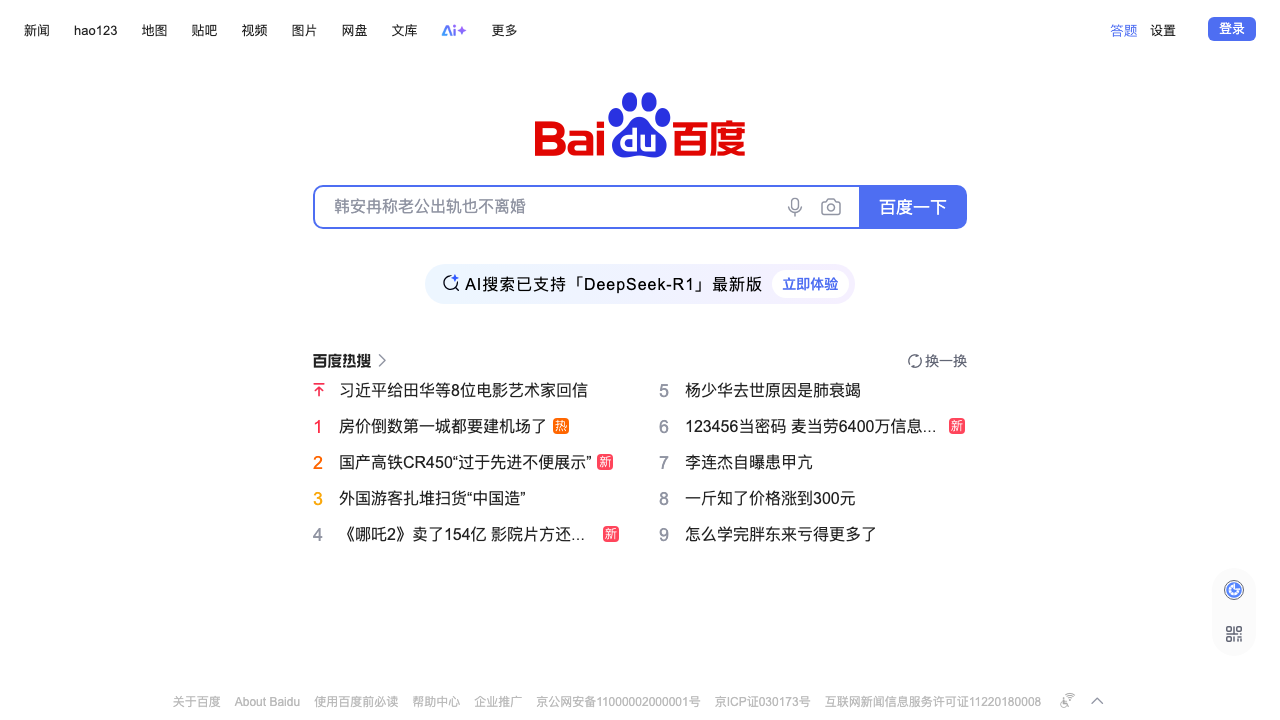 新闻 hao123 地图 贴吧 视频 图片 网盘 文库 Ai+ 更多 答题 设置 登录
Bai du 百度
韩安冉称老公出轨也不离婚 百度一下
AI搜索已支持「DeepSeek-R1」最新版 立即体验
百度热搜 换一换
习近平给田华等8位电影艺术家回信
1 房价倒数第一城都要建机场了 热
2 国产高铁CR450“过于先进不便展示” 新
3 外国游客扎堆扫货“中国造”
4 《哪吒2》卖了154亿 影院片方还... 新
5 杨少华去世原因是肺衰竭
6 123456当密码 麦当劳6400万信息... 新
7 李连杰自曝患甲亢
8 一斤知了价格涨到300元
9 怎么学完胖东来亏得更多了
关于百度 About Baidu 使用百度前必读 帮助中心 企业推广 京公网安备11000002000001号 京ICP证030173号 互联网新闻信息服务许可证11220180008